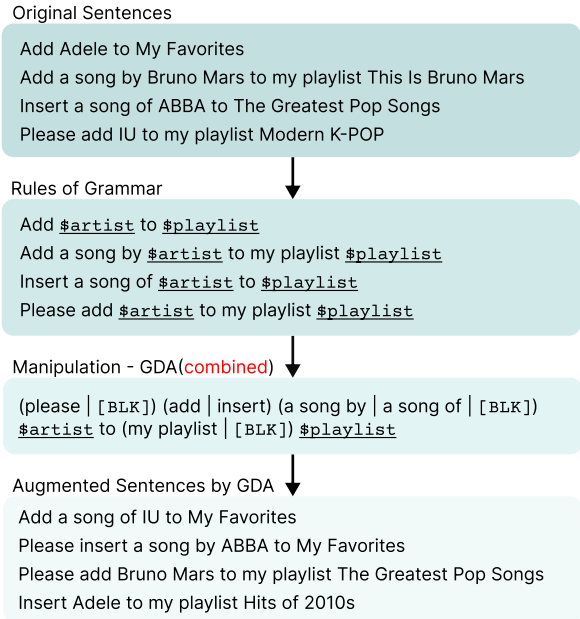 Original Sentences
Add Adele to My Favorites
Add a song by Bruno Mars to my playlist This Is Bruno Mars
Insert a song of ABBA to The Greatest Pop Songs
Please add IU to my playlist Modern K-POP
Rules of Grammar
Add $artist to $playlist
Add a song by $artist to my playlist $playlist
Insert a song of $artist to $playlist
Please add $artist to my playlist $playlist
Manipulation - GDA(combined)
(please | [BLK]) (add | insert) (a song by | a song of | [BLK])
$artist to (my playlist | [BLK]) $playlist
Augmented Sentences by GDA
Add a song of IU to My Favorites
Please insert a song by ABBA to My Favorites
Please add Bruno Mars to my playlist The Greatest Pop Songs
Insert Adele to my playlist Hits of 2010s